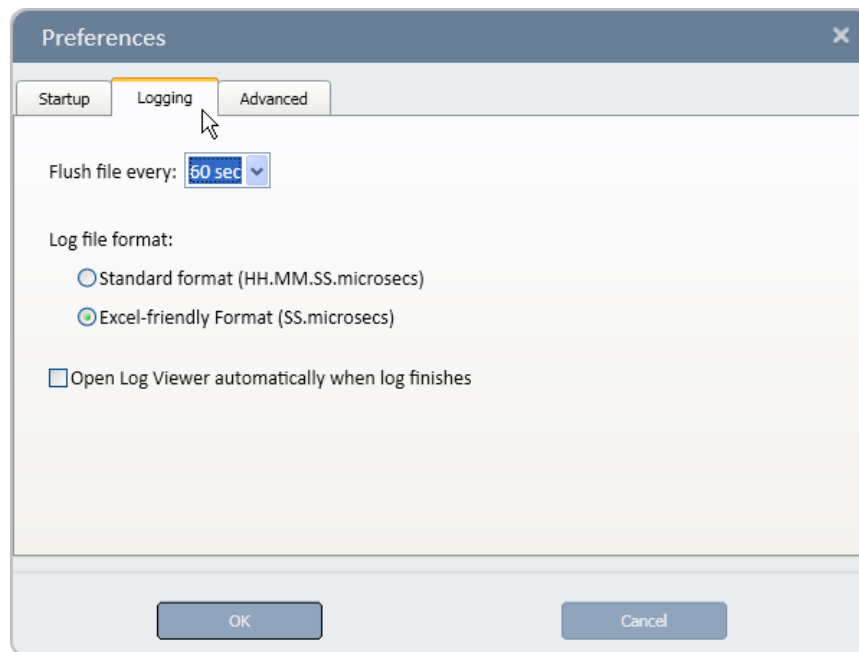 Preferences
Startup Logging Advanced
Flush file every: 60 sec
Log file format:
Standard format (HH.MM.SS.microsecs)
Excel-friendly Format (SS.microsecs)
Open Log Viewer automatically when log finishes
OK Cancel